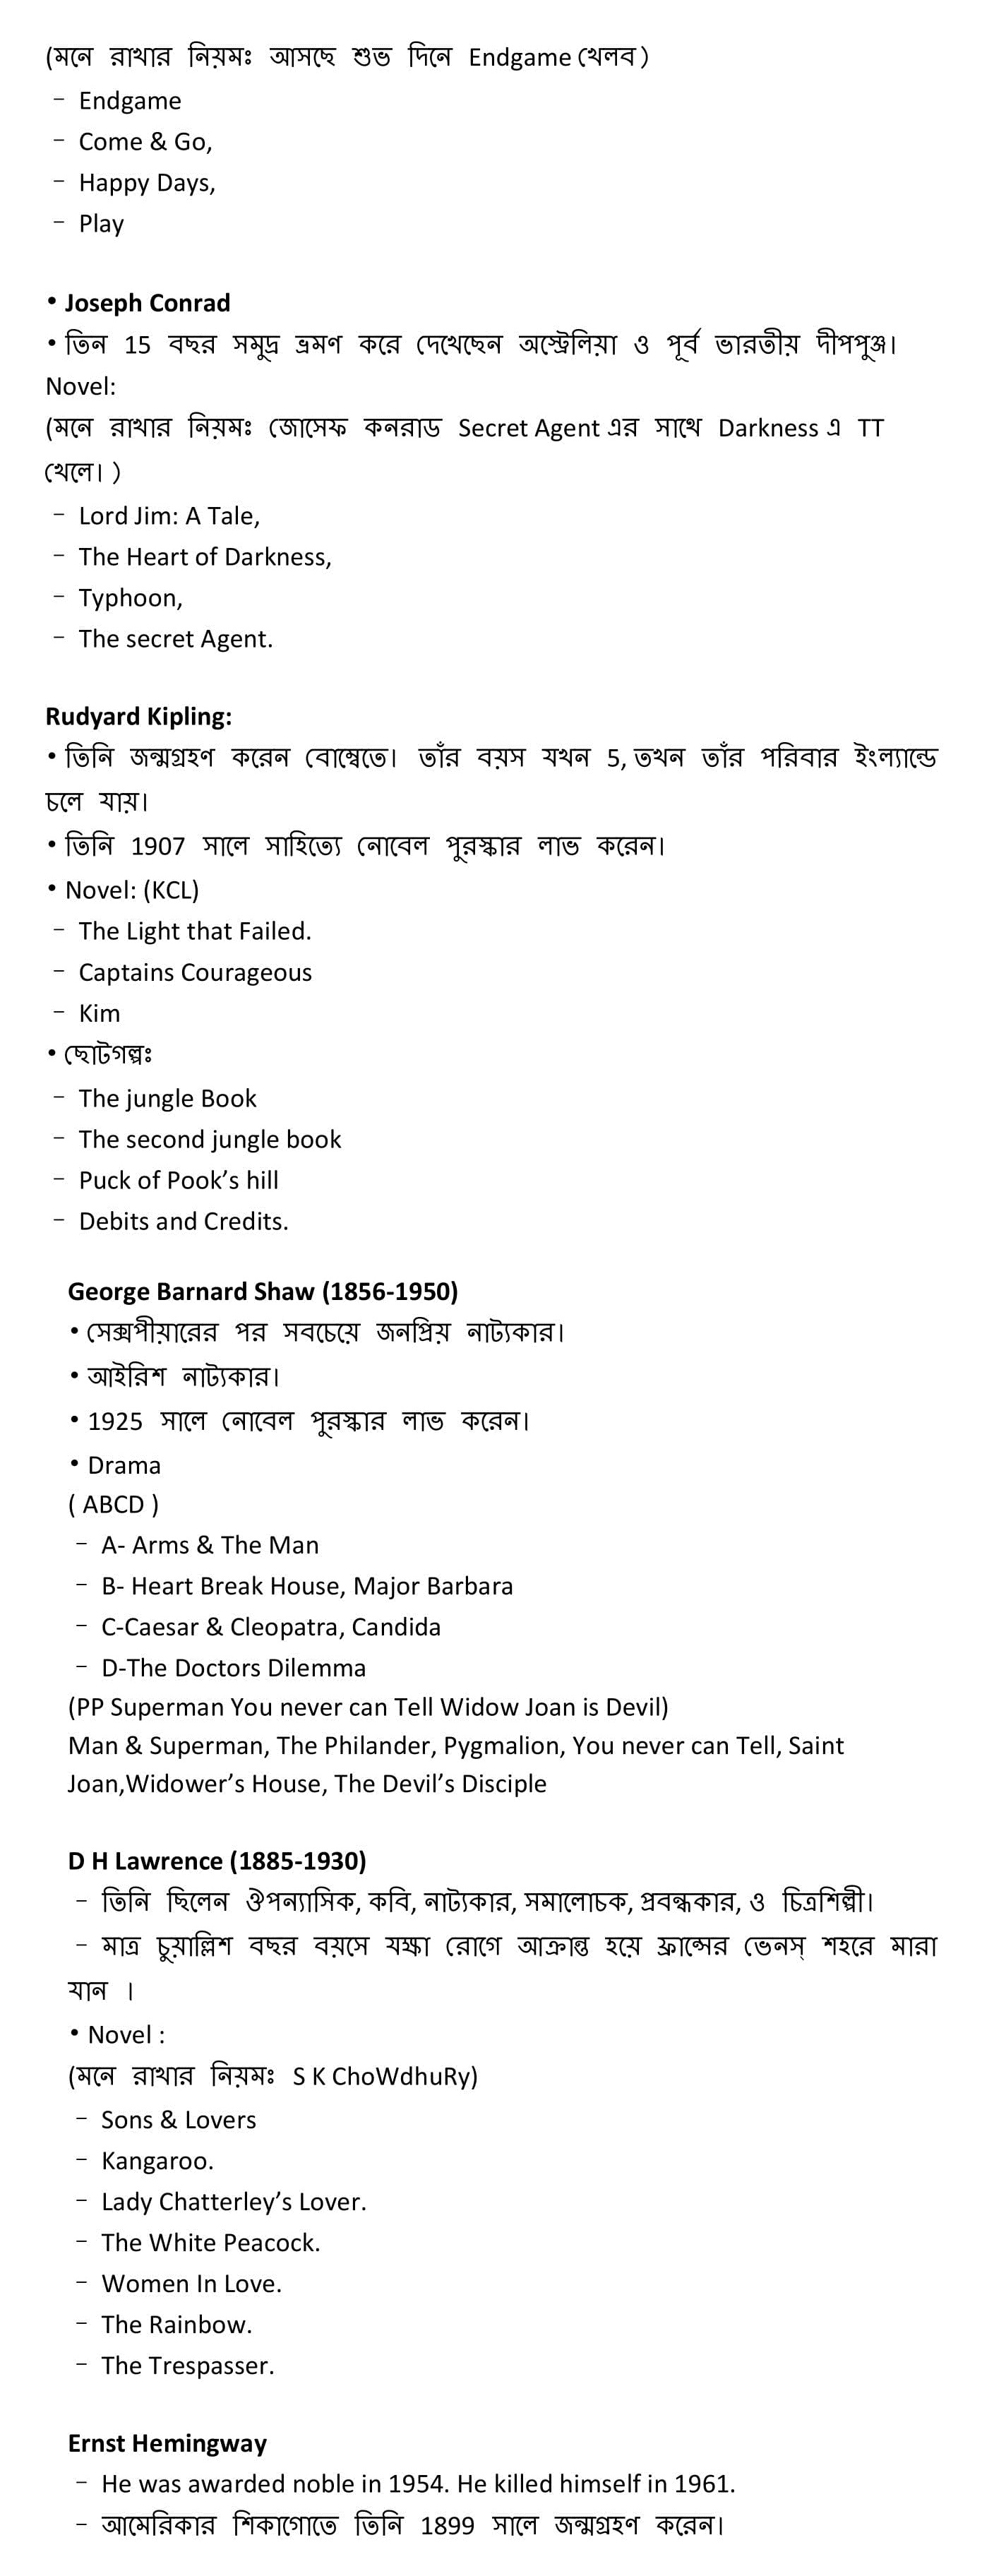 (মনে রাখার নিয়মঃ আসছে শুভ দিনে Endgame খেলব )
– Endgame
– Come & Go,
– Happy Days,
– Play
• Joseph Conrad
• তিন 15 বছর সমুদ্র ভ্রমণ করে দেখেছেন অস্ট্রেলিয়া ও পূর্ব ভারতীয় দীপপুঞ্জ।
Novel:
(মনে রাখার নিয়মঃ জোসেফ কনরাড Secret Agent এর সাথে Darkness এ TT
খেলে। )
– Lord Jim: A Tale,
– The Heart of Darkness,
– Typhoon,
– The secret Agent.
Rudyard Kipling:
• তিনি জন্মগ্রহণ করেন বোম্বেতে। তাঁর বয়স যখন 5, তখন তাঁর পরিবার ইংল্যান্ডে
চলে যায়।
• তিনি 1907 সালে সাহিত্যে নোবেল পুরস্কার লাভ করেন।
• Novel: (KCL)
– The Light that Failed.
– Captains Courageous
– Kim
• ছোটগল্পঃ
– The jungle Book
– The second jungle book
– Puck of Pook’s hill
– Debits and Credits.
George Barnard Shaw (1856-1950)
• সেক্সপীয়ারের পর সবচেয়ে জনপ্রিয় নাট্যকার।
• আইরিশ নাট্যকার।
• 1925 সালে নোবেল পুরস্কার লাভ করেন।
• Drama
( ABCD )
– A- Arms & The Man
– B- Heart Break House, Major Barbara
– C-Caesar & Cleopatra, Candida
– D-The Doctors Dilemma
(PP Superman You never can Tell Widow Joan is Devil)
Man & Superman, The Philander, Pygmalion, You never can Tell, Saint
Joan,Widower’s House, The Devil’s Disciple
D H Lawrence (1885-1930)
– তিনি ছিলেন ঔপন্যাসিক, কবি, নাট্যকার, সমালোচক, প্রবন্ধকার, ও চিত্রশিল্পী।
– মাত্র চুয়াল্লিশ বছর বয়সে যক্ষা রোগে আক্রান্ত হয়ে ফ্রান্সের ভেনস্ শহরে মারা
যান ।
• Novel :
(মনে রাখার নিয়মঃ S K ChoWdhuRy)
– Sons & Lovers
– Kangaroo.
– Lady Chatterley’s Lover.
– The White Peacock.
– Women In Love.
– The Rainbow.
– The Trespasser.
Ernst Hemingway
– He was awarded noble in 1954. He killed himself in 1961.
– আমেরিকার শিকাগোতে তিনি 1899 সালে জন্মগ্রহণ করেন।